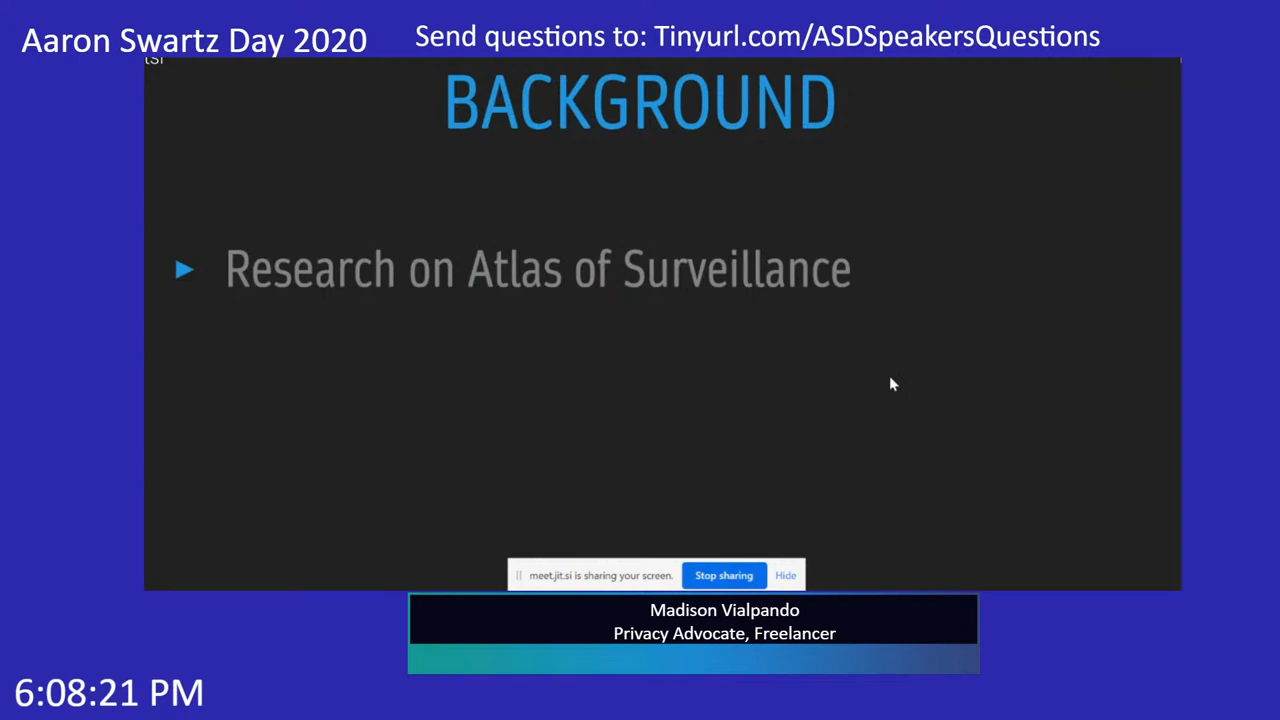 Aaron Swartz Day 2020
Send questions to: Tinyurl.com/ASDSpeakersQuestions
BACKGROUND
Research on Atlas of Surveillance
meet.jit.si is sharing your screen.
Stop sharing
Hide
Madison Vialpando
Privacy Advocate, Freelancer
6:08:21 PM